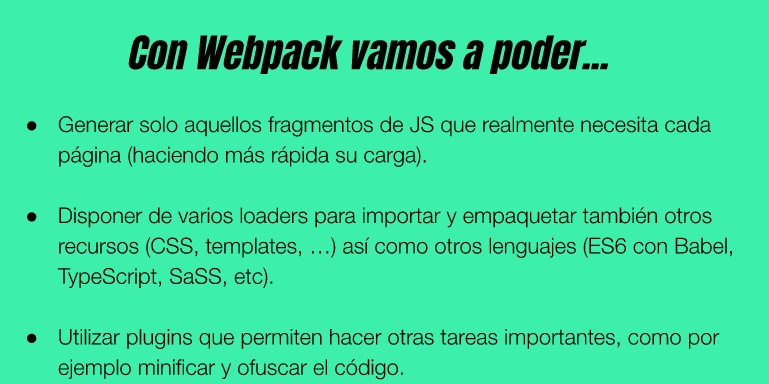 Con Webpack vamos a poder...
● Generar solo aquellos fragmentos de JS que realmente necesita cada
página (haciendo más rápida su carga).
● Disponer de varios loaders para importar y empaquetar también otros
recursos (CSS, templates, …) así como otros lenguajes (ES6 con Babel,
TypeScript, SaSS, etc).
● Utilizar plugins que permiten hacer otras tareas importantes, como por
ejemplo minificar y ofuscar el código.